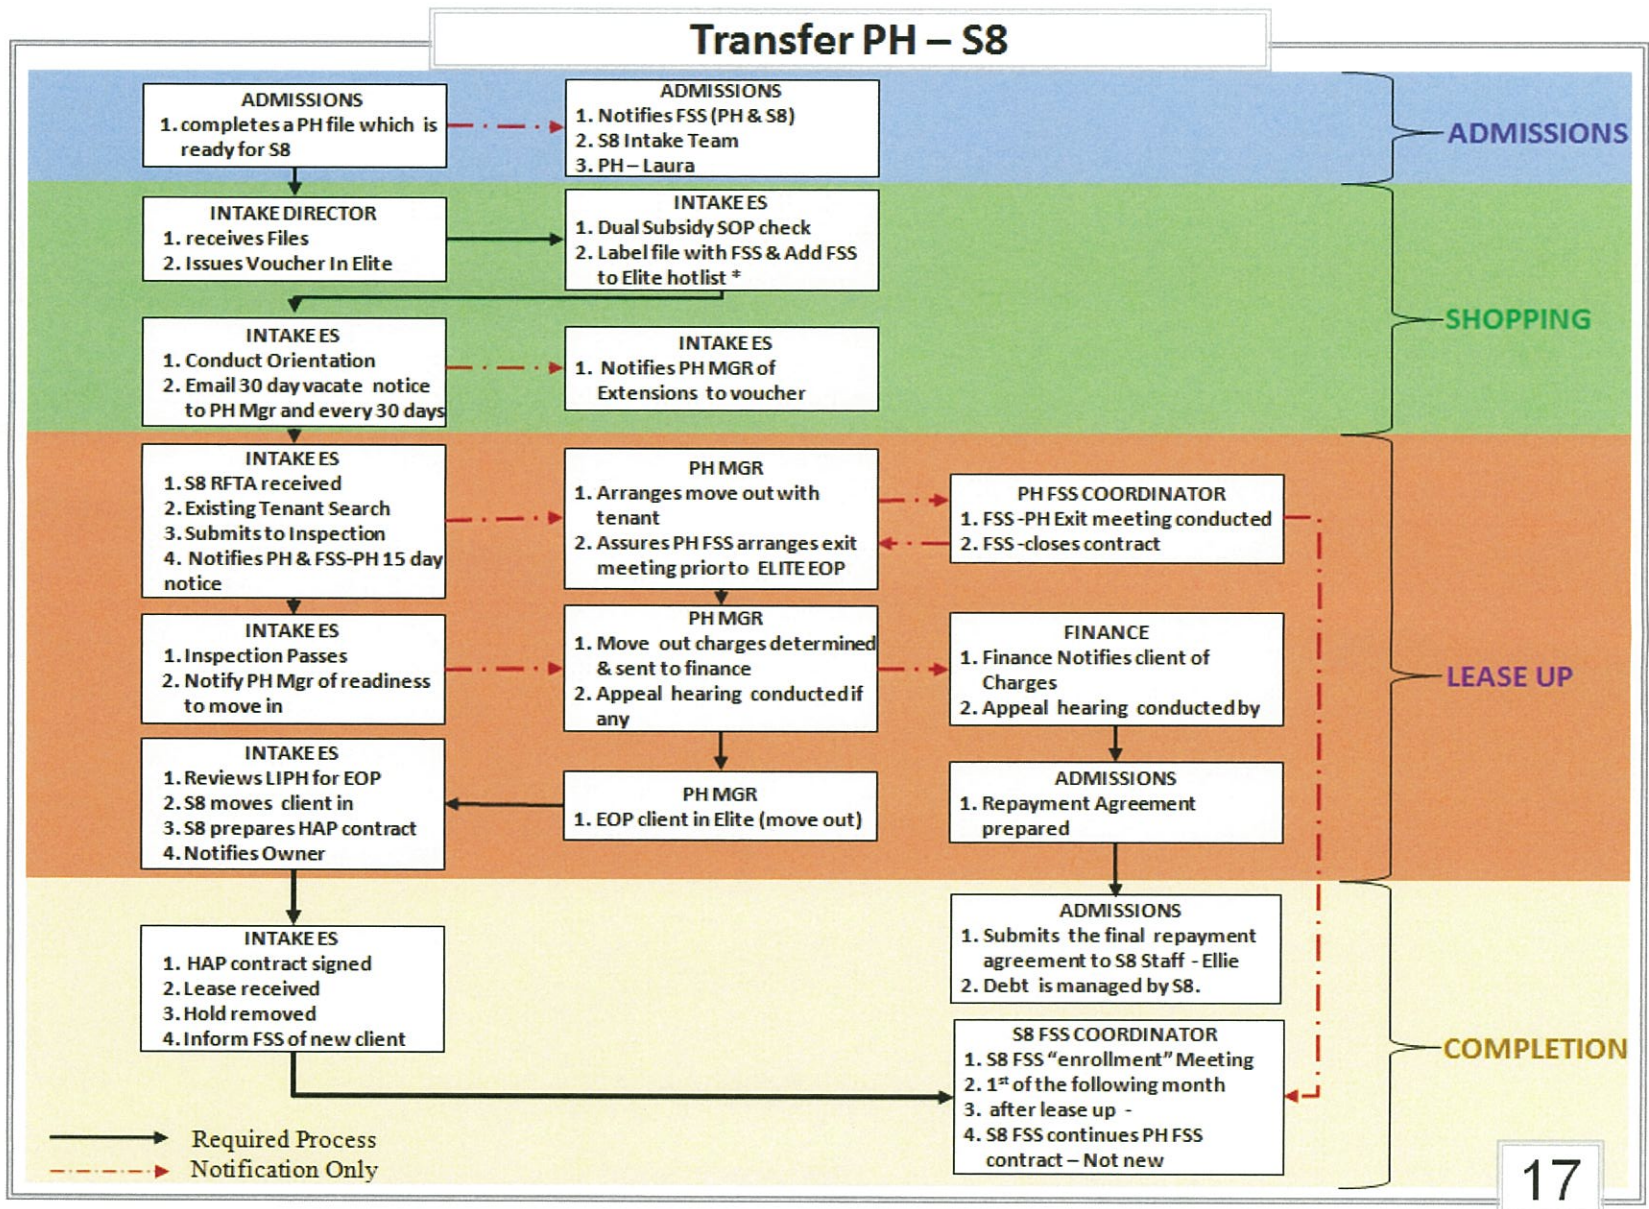 Transfer PH – S8
ADMISSIONS
1. completes a PH file which is
ready for S8
ADMISSIONS
1. Notifies FSS (PH & S8)
2. S8 Intake Team
3. PH – Laura
ADMISSIONS
INTAKE DIRECTOR
1. receives Files
2. Issues Voucher In Elite
INTAKE ES
1. Dual Subsidy SOP check
2. Label file with FSS & Add FSS
to Elite hotlist *
INTAKE ES
1. Conduct Orientation
2. Email 30 day vacate notice
to PH Mgr and every 30 days
INTAKE ES
1. Notifies PH MGR of
Extensions to voucher
SHOPPING
INTAKE ES
1. S8 RFTA received
2. Existing Tenant Search
3. Submits to Inspection
4. Notifies PH & FSS-PH 15 day
notice
PH MGR
1. Arranges move out with
tenant
2. Assures PH FSS arranges exit
meeting prior to ELITE EOP
PH FSS COORDINATOR
1. FSS -PH Exit meeting conducted
2. FSS -closes contract
INTAKE ES
1. Inspection Passes
2. Notify PH Mgr of readiness
to move in
PH MGR
1. Move out charges determined
& sent to finance
2. Appeal hearing conducted if
any
FINANCE
1. Finance Notifies client of
Charges
2. Appeal hearing conducted by
LEASE UP
INTAKE ES
1. Reviews LIPH for EOP
2. S8 moves client in
3. S8 prepares HAP contract
4. Notifies Owner
PH MGR
1. EOP client in Elite (move out)
ADMISSIONS
1. Repayment Agreement
prepared
ADMISSIONS
1. Submits the final repayment
agreement to S8 Staff - Ellie
2. Debt is managed by S8.
INTAKE ES
1. HAP contract signed
2. Lease received
3. Hold removed
4. Inform FSS of new client
S8 FSS COORDINATOR
1. S8 FSS “enrollment” Meeting
2. 1st of the following month
3. after lease up -
4. S8 FSS continues PH FSS
contract – Not new
COMPLETION
Required Process
Notification Only
17